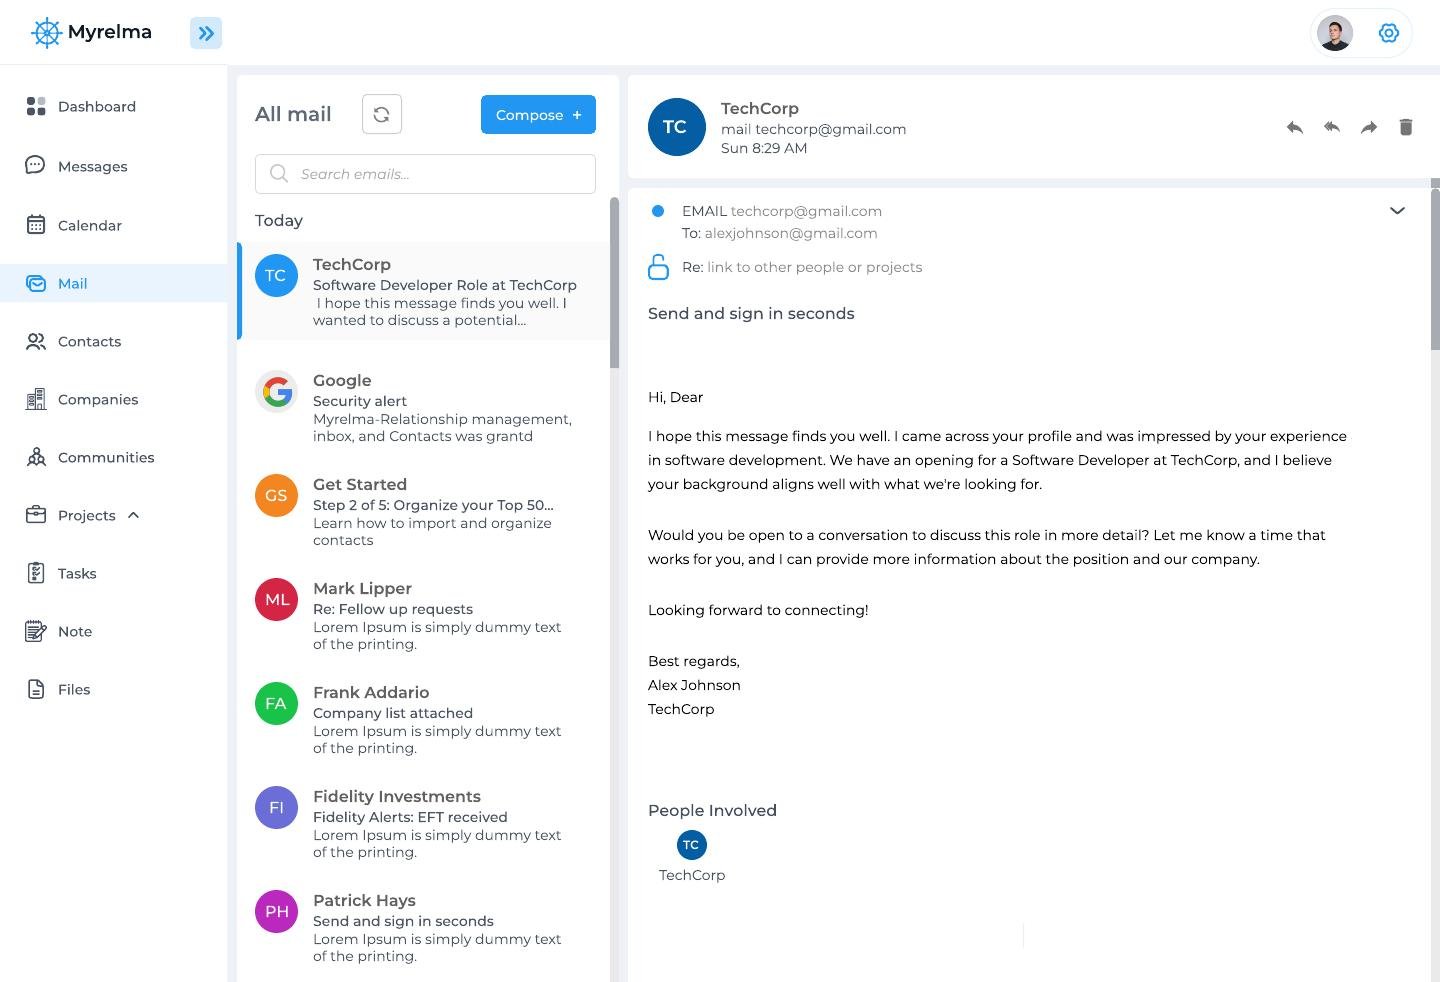 Myrelma
Dashboard
Messages
Calendar
Mail
Contacts
Companies
Communities
Projects
Tasks
Note
Files
All mail
Compose +
Search emails...
Today
TC
TechCorp
Software Developer Role at TechCorp
I hope this message finds you well. I
wanted to discuss a potential...
Google
Security alert
Myrelma-Relationship management,
inbox, and Contacts was grantd
GS
Get Started
Step 2 of 5: Organize your Top 50...
Learn how to import and organize
contacts
ML
Mark Lipper
Re: Fellow up requests
Lorem Ipsum is simply dummy text
of the printing.
FA
Frank Addario
Company list attached
Lorem Ipsum is simply dummy text
of the printing.
FI
Fidelity Investments
Fidelity Alerts: EFT received
Lorem Ipsum is simply dummy text
of the printing.
PH
Patrick Hays
Send and sign in seconds
Lorem Ipsum is simply dummy text
of the printing.
TC
TechCorp
mail techcorp@gmail.com
Sun 8:29 AM
EMAIL techcorp@gmail.com
To: alexjohnson@gmail.com
Re: link to other people or projects
Send and sign in seconds
Hi, Dear
I hope this message finds you well. I came across your profile and was impressed by your experience
in software development. We have an opening for a Software Developer at TechCorp, and I believe
your background aligns well with what we're looking for.
Would you be open to a conversation to discuss this role in more detail? Let me know a time that
works for you, and I can provide more information about the position and our company.
Looking forward to connecting!
Best regards,
Alex Johnson
TechCorp
People Involved
TC
TechCorp